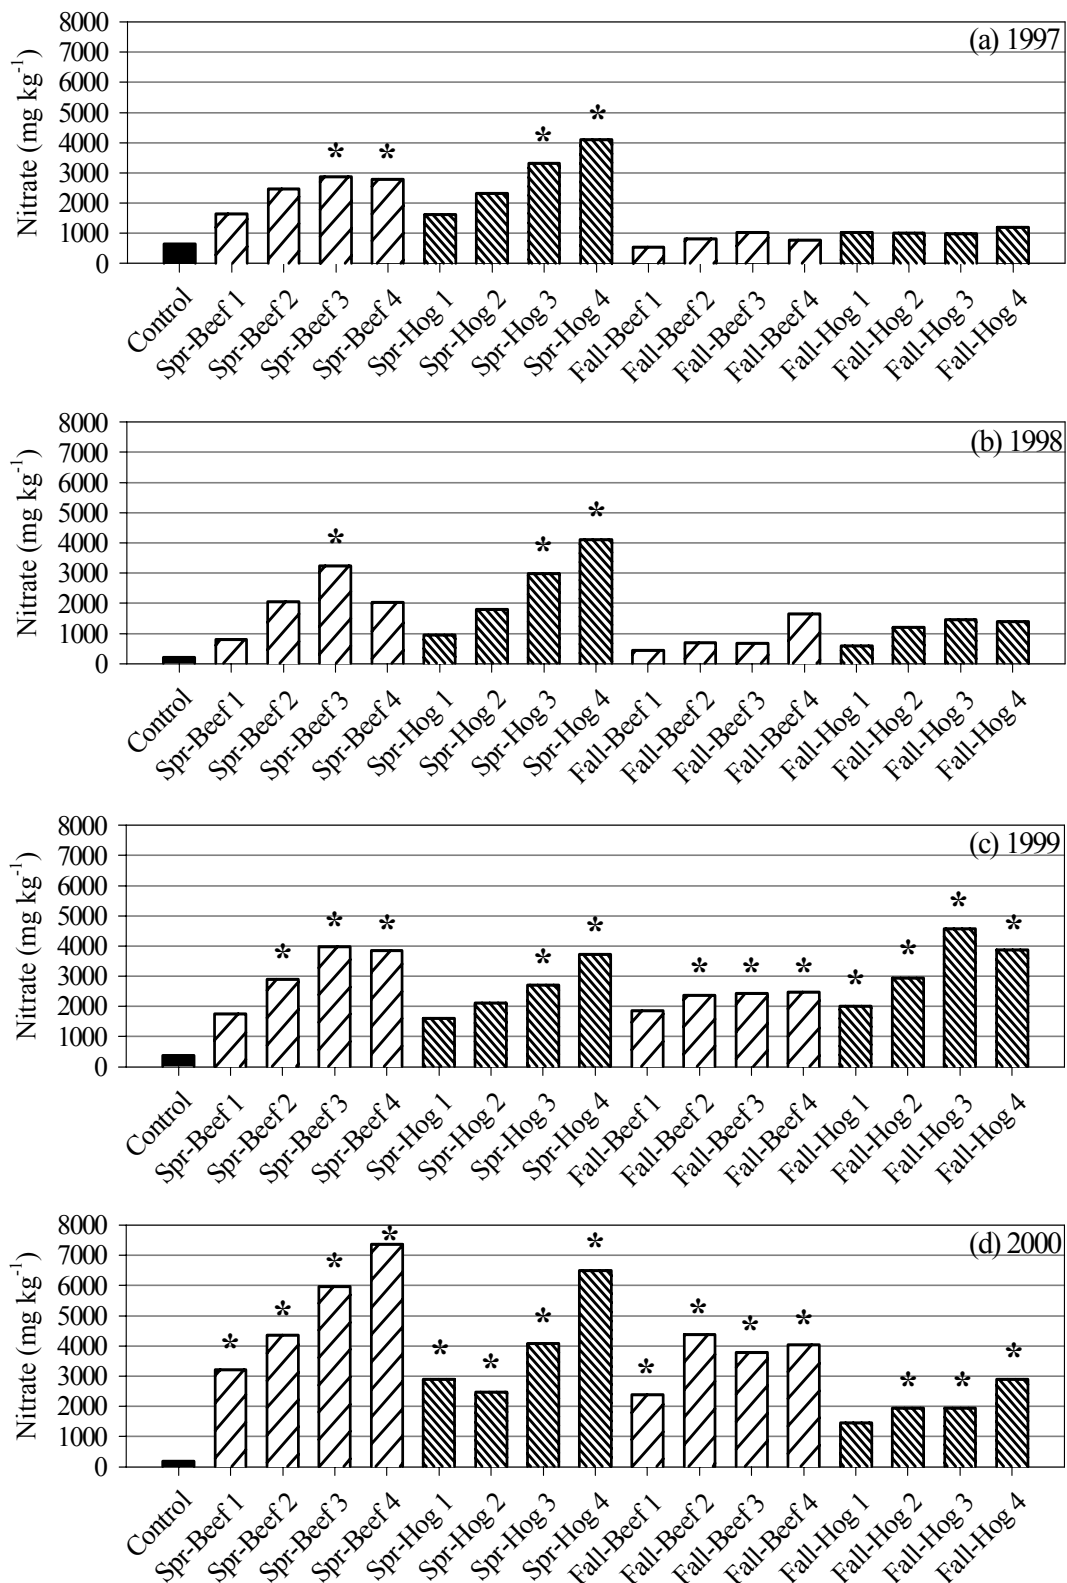 (a) 1997
Nitrate (mg kg⁻¹)
8000
7000
6000
5000
4000
3000
2000
1000
0
* * * *
Control Spr-Beef 1 Spr-Beef 2 Spr-Beef 3 Spr-Beef 4 Spr-Hog 1 Spr-Hog 2 Spr-Hog 3 Spr-Hog 4 Fall-Beef 1 Fall-Beef 2 Fall-Beef 3 Fall-Beef 4 Fall-Hog 1 Fall-Hog 2 Fall-Hog 3 Fall-Hog 4
(b) 1998
Nitrate (mg kg⁻¹)
8000
7000
6000
5000
4000
3000
2000
1000
0
* * *
Control Spr-Beef 1 Spr-Beef 2 Spr-Beef 3 Spr-Beef 4 Spr-Hog 1 Spr-Hog 2 Spr-Hog 3 Spr-Hog 4 Fall-Beef 1 Fall-Beef 2 Fall-Beef 3 Fall-Beef 4 Fall-Hog 1 Fall-Hog 2 Fall-Hog 3 Fall-Hog 4
(c) 1999
Nitrate (mg kg⁻¹)
8000
7000
6000
5000
4000
3000
2000
1000
0
* * * * * * * * * * * *
Control Spr-Beef 1 Spr-Beef 2 Spr-Beef 3 Spr-Beef 4 Spr-Hog 1 Spr-Hog 2 Spr-Hog 3 Spr-Hog 4 Fall-Beef 1 Fall-Beef 2 Fall-Beef 3 Fall-Beef 4 Fall-Hog 1 Fall-Hog 2 Fall-Hog 3 Fall-Hog 4
(d) 2000
Nitrate (mg kg⁻¹)
8000
7000
6000
5000
4000
3000
2000
1000
0
* * * * * * * * * * * * * * *
Control Spr-Beef 1 Spr-Beef 2 Spr-Beef 3 Spr-Beef 4 Spr-Hog 1 Spr-Hog 2 Spr-Hog 3 Spr-Hog 4 Fall-Beef 1 Fall-Beef 2 Fall-Beef 3 Fall-Beef 4 Fall-Hog 1 Fall-Hog 2 Fall-Hog 3 Fall-Hog 4